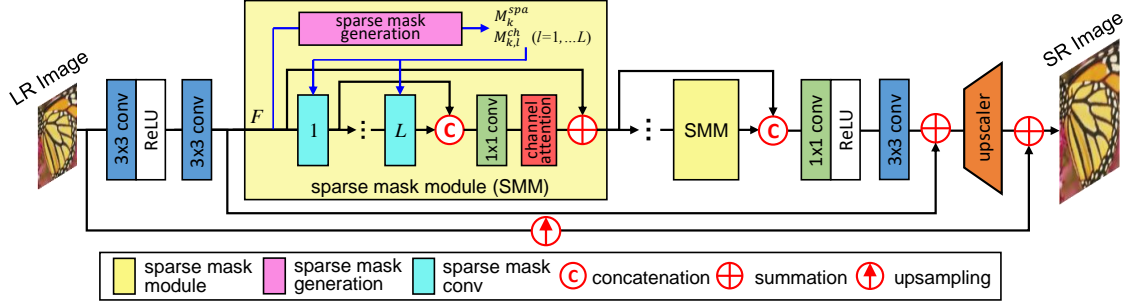 LR Image
3x3 conv
ReLU
3x3 conv
F
sparse mask
generation
M_k^{spa}
M_{k,l}^{ch} (l=1,...L)
1
...
L
C
1x1 conv
channel
attention
sparse mask module (SMM)
...
SMM
C
1x1 conv
ReLU
3x3 conv
upscaler
SR Image
sparse mask
module
sparse mask
generation
sparse mask
conv
C concatenation
summation
upsampling